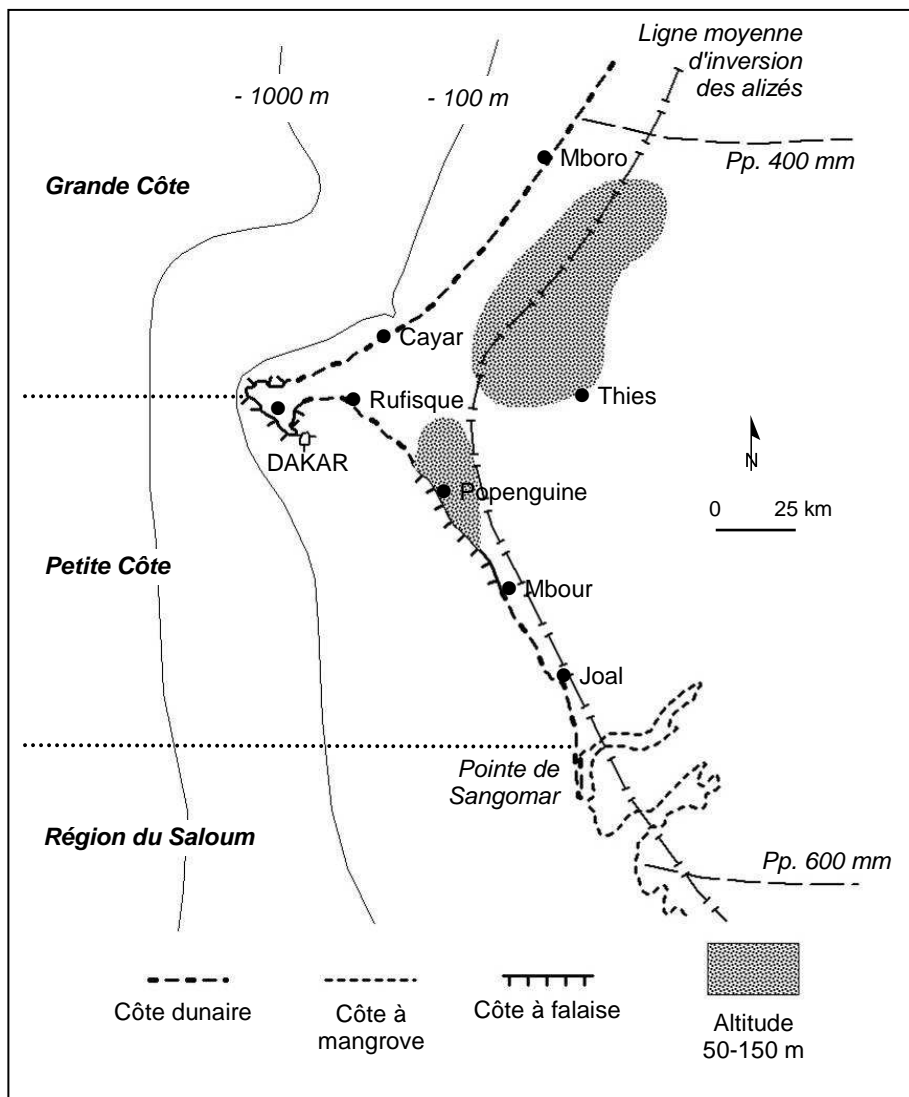 Ligne moyenne
d'inversion
des alizés
- 1000 m
- 100 m
Mboro
Pp. 400 mm
Grande Côte
Cayar
Rufisque
Thies
DAKAR
N
Popenguine
0 25 km
Petite Côte
Mbour
Joal
Pointe de
Sangomar
Région du Saloum
Pp. 600 mm
Côte dunaire
Côte à
mangrove
Côte à falaise
Altitude
50-150 m